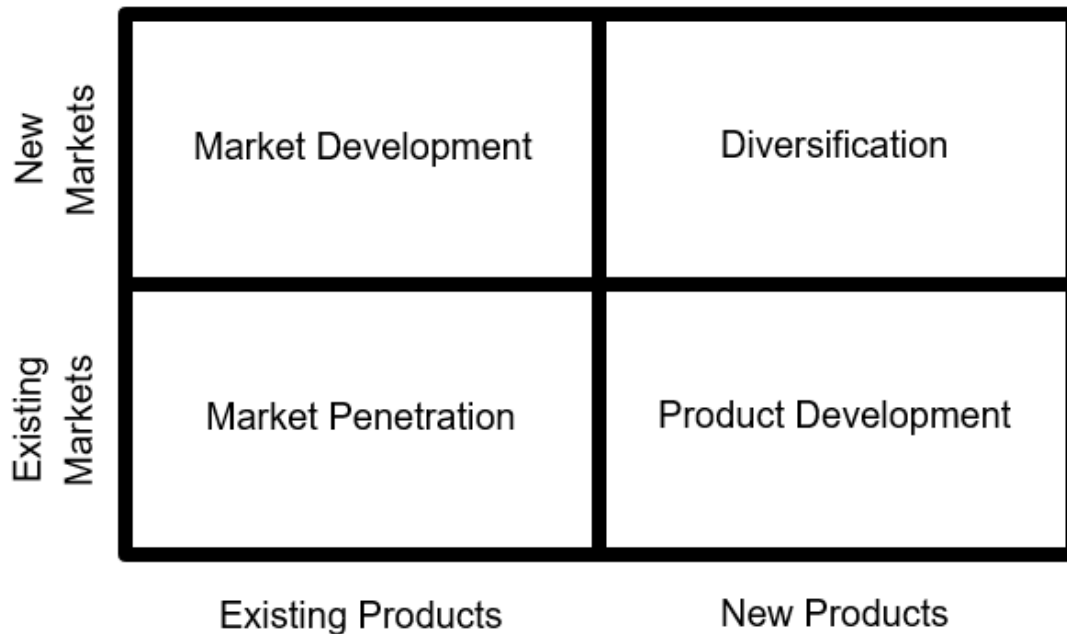 New
Markets
Market Development
Diversification
Existing
Markets
Market Penetration
Product Development
Existing Products
New Products